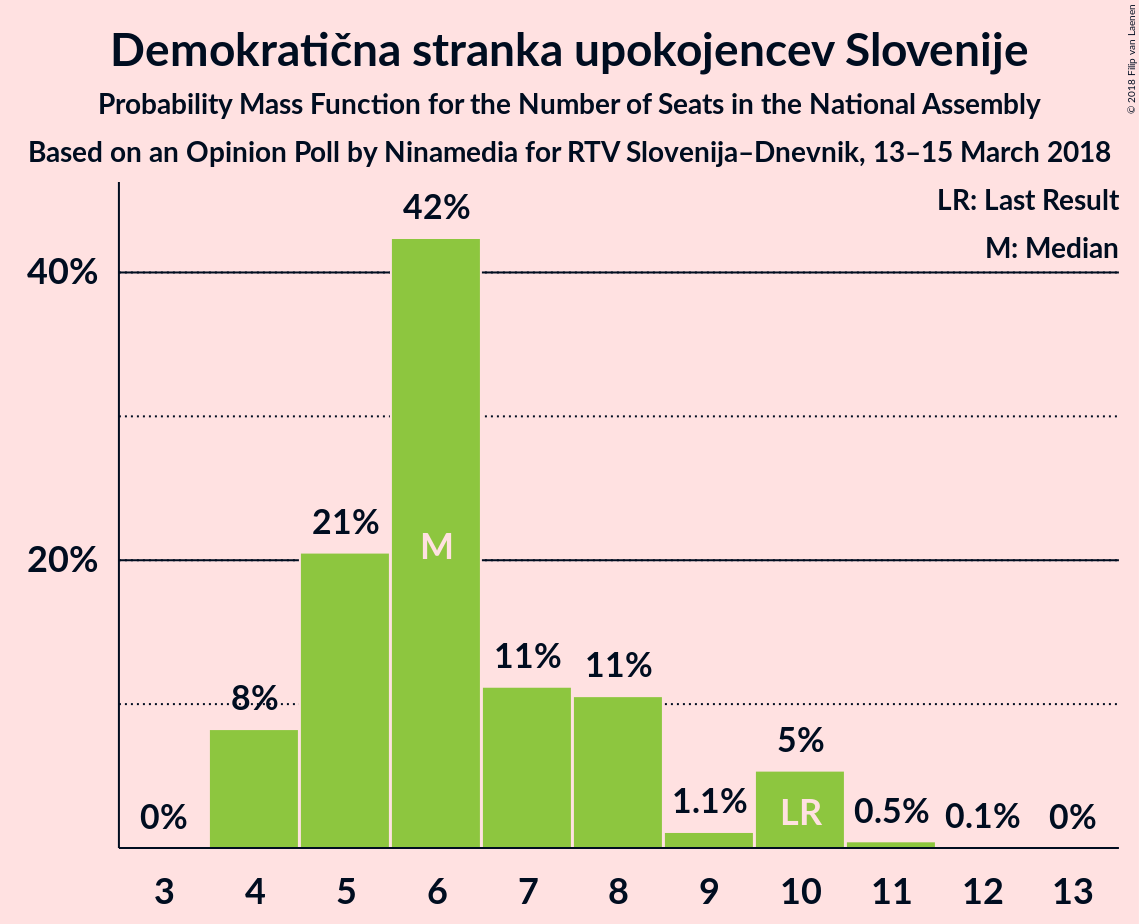 Demokratična stranka upokojencev Slovenije
Probability Mass Function for the Number of Seats in the National Assembly
Based on an Opinion Poll by Ninamedia for RTV Slovenija–Dnevnik, 13–15 March 2018
© 2018 Filip van Laenen
LR: Last Result
M: Median
40%
20%
0%
8%
21%
42%
M
11%
11%
1.1%
5%
LR
0.5%
0.1%
0%
3 4 5 6 7 8 9 10 11 12 13